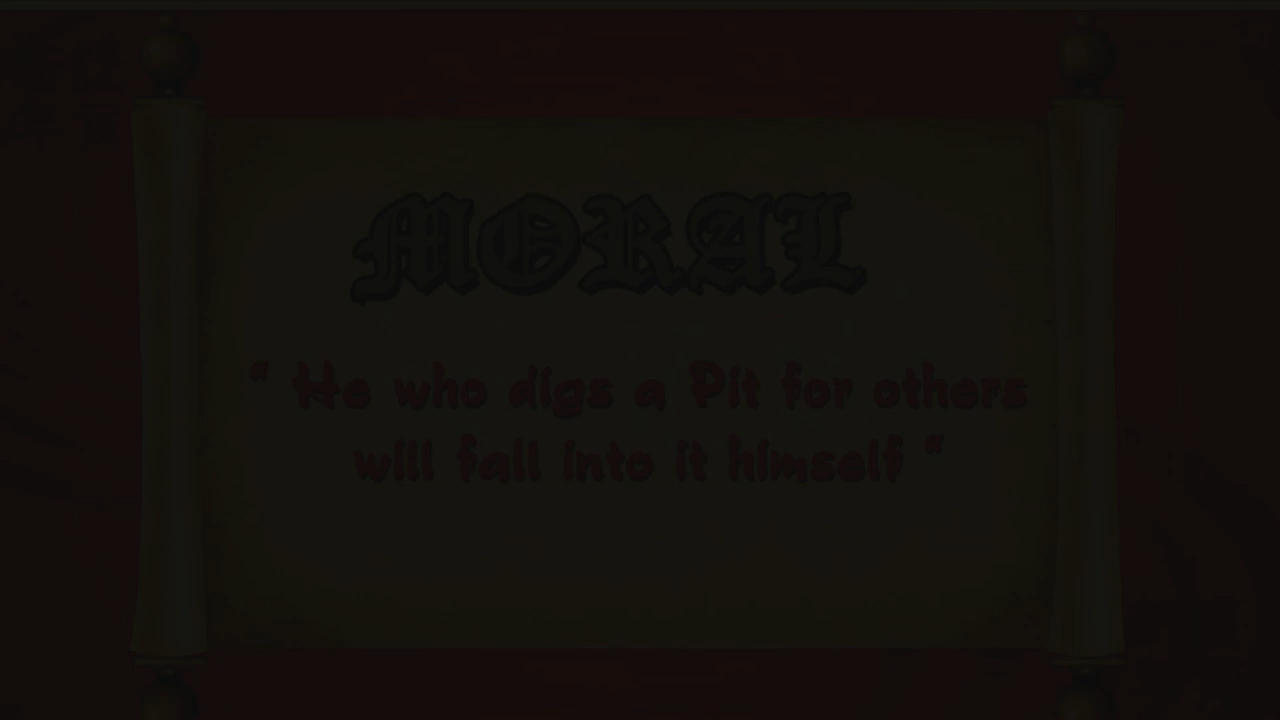 MORAL
“ He who digs a Pit for others
will fall into it himself “